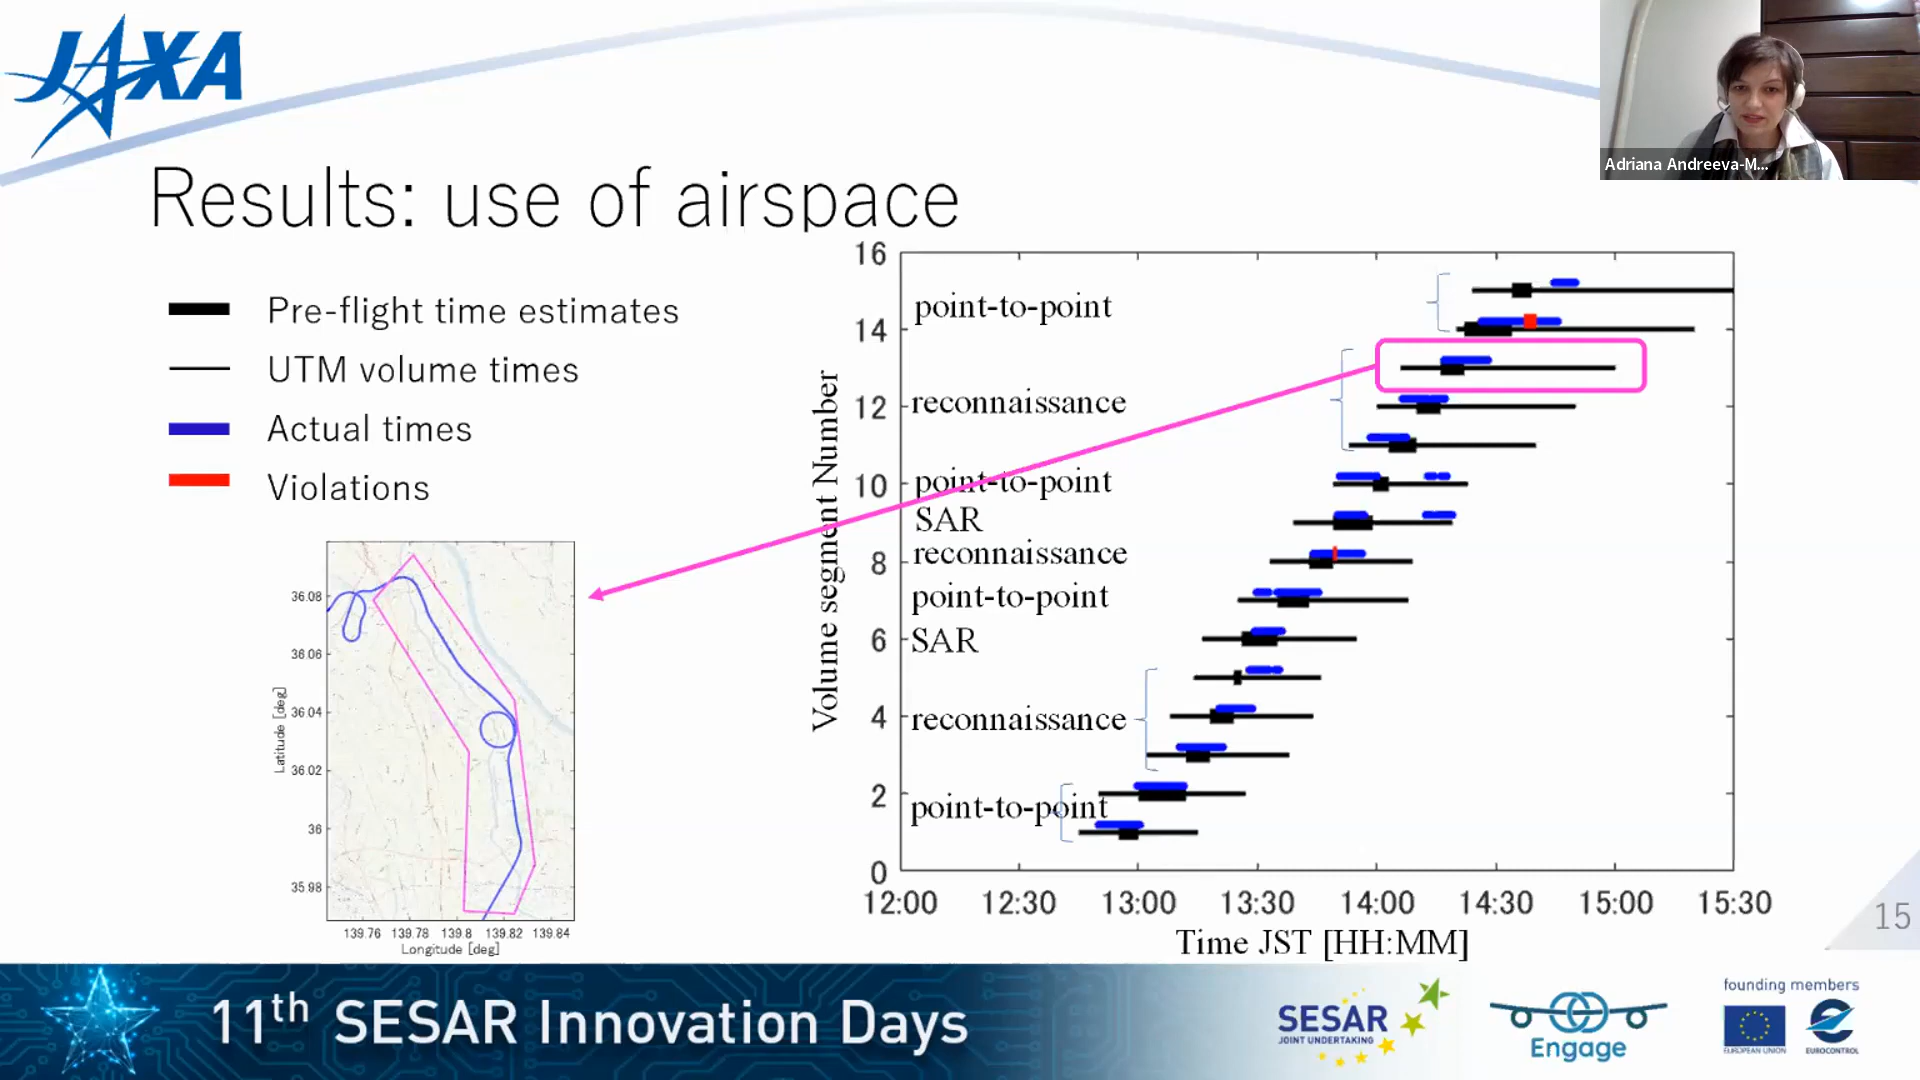 JAXA
Adriana Andreeva-M...
Results: use of airspace
Pre-flight time estimates
UTM volume times
Actual times
Violations
36.08
36.06
36.04
36.02
36
35.98
Latitude [deg]
139.76 139.78 139.8 139.82 139.84
Longitude [deg]
Volume segment Number
16
14
12
10
8
6
4
2
0
point-to-point
reconnaissance
point-to-point
SAR
reconnaissance
point-to-point
SAR
reconnaissance
point-to-point
12:00 12:30 13:00 13:30 14:00 14:30 15:00 15:30
Time JST [HH:MM]
15
11th SESAR Innovation Days
SESAR
JOINT UNDERTAKING
Engage
founding members
EUROPEAN UNION
EUROCONTROL